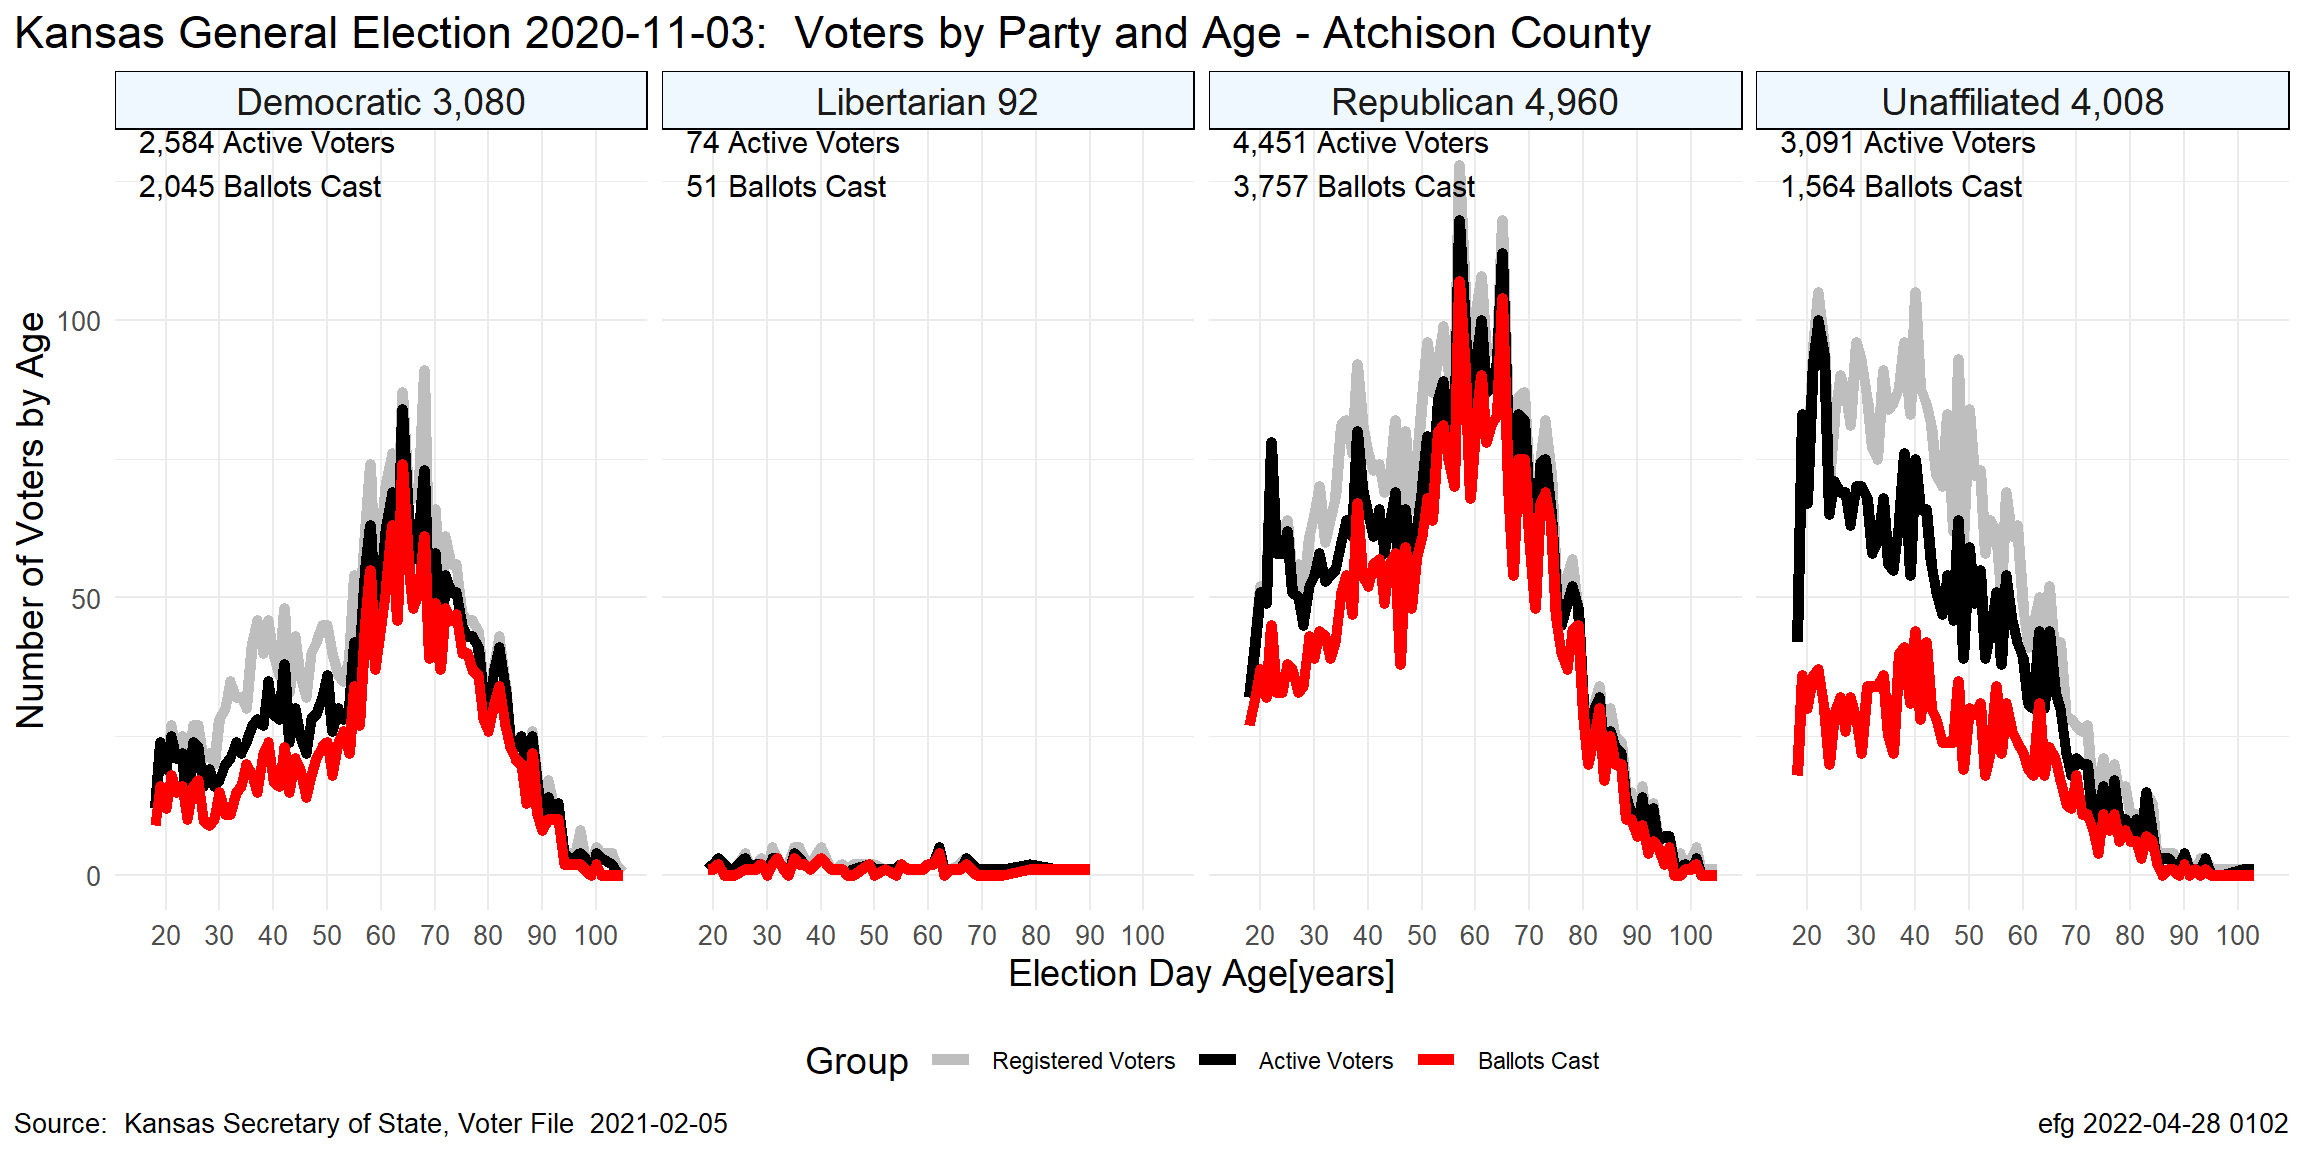 Kansas General Election 2020-11-03:  Voters by Party and Age - Atchison County
Democratic 3,080
Libertarian 92
Republican 4,960
Unaffiliated 4,008
2,584 Active Voters
2,045 Ballots Cast
74 Active Voters
51 Ballots Cast
4,451 Active Voters
3,757 Ballots Cast
3,091 Active Voters
1,564 Ballots Cast
Number of Voters by Age
100
50
0
20 30 40 50 60 70 80 90 100
20 30 40 50 60 70 80 90 100
20 30 40 50 60 70 80 90 100
20 30 40 50 60 70 80 90 100
Election Day Age[years]
Group Registered Voters Active Voters Ballots Cast
Source:  Kansas Secretary of State, Voter File  2021-02-05
efg 2022-04-28 0102